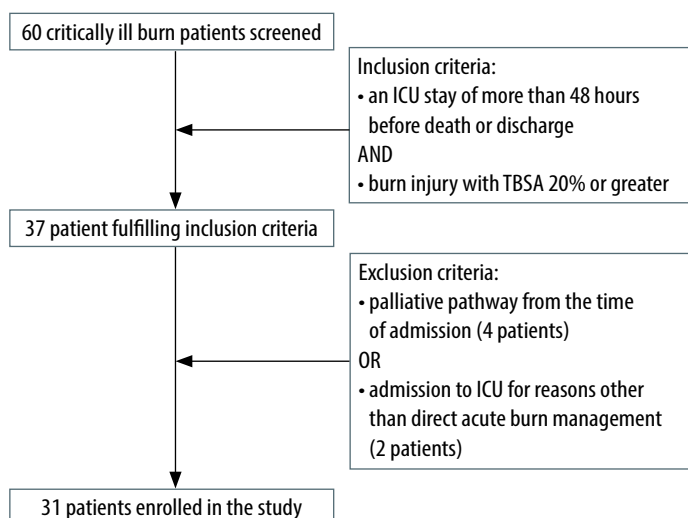 60 critically ill burn patients screened
Inclusion criteria:
• an ICU stay of more than 48 hours
before death or discharge
AND
• burn injury with TBSA 20% or greater
37 patient fulfilling inclusion criteria
Exclusion criteria:
• palliative pathway from the time
of admission (4 patients)
OR
• admission to ICU for reasons other
than direct acute burn management
(2 patients)
31 patients enrolled in the study